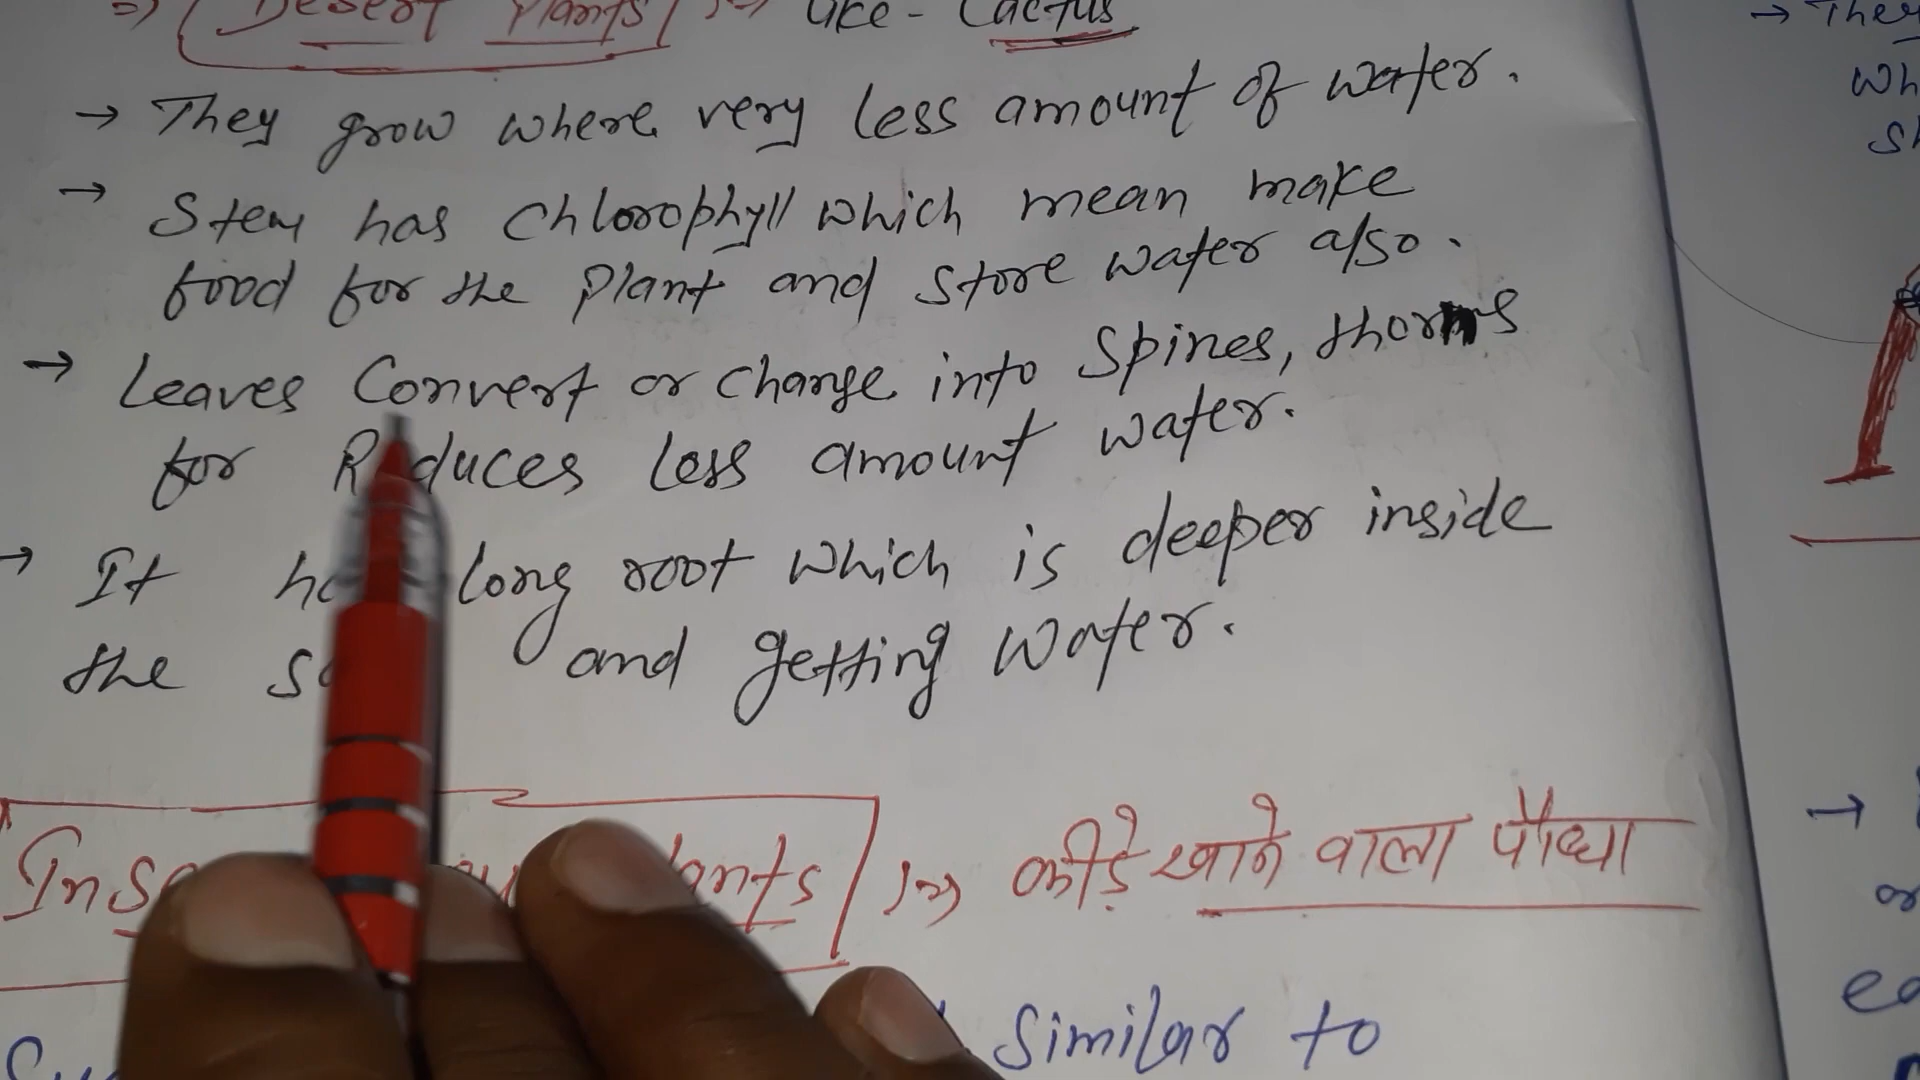 Desert Plants :-> like - Cactus
→ They grow where very less amount of water.
→ Stem has chlorophyll which mean make
food for the plant and store water also.
→ Leaves Convert or change into Spines, thorns
for Reduces less amount water.
→ It long root which is deeper inside
the and getting water.
कीड़े खाने वाला पौधा
Similar to
→ They